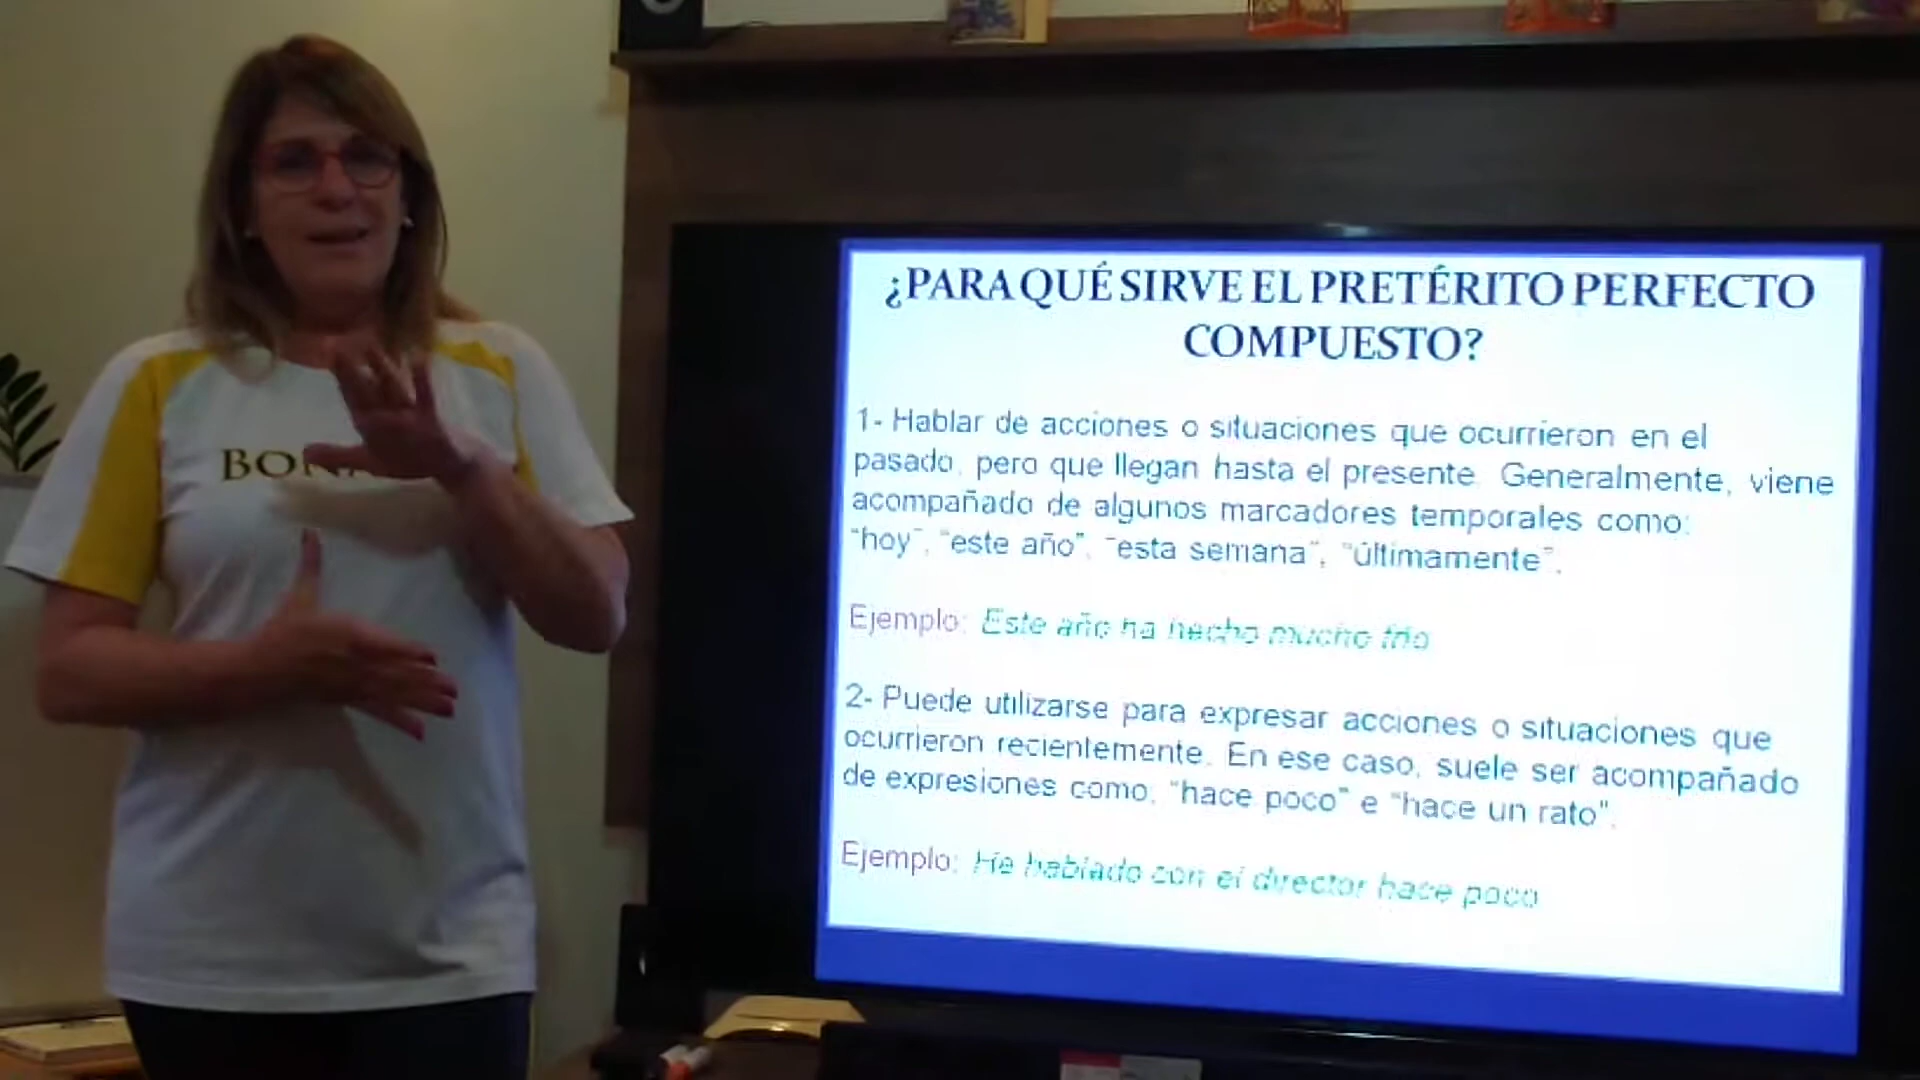 ¿PARA QUÉ SIRVE EL PRETÉRITO PERFECTO
COMPUESTO?
1- Hablar de acciones o situaciones que ocurrieron en el
pasado, pero que llegan hasta el presente. Generalmente, viene
acompañado de algunos marcadores temporales como:
“hoy”, “este año”, “esta semana”, “últimamente”.
Ejemplo: Este año ha hecho mucho frío
2- Puede utilizarse para expresar acciones o situaciones que
ocurrieron recientemente. En ese caso, suele ser acompañado
de expresiones como, “hace poco” e “hace un rato”.
Ejemplo: He hablado con el director hace poco